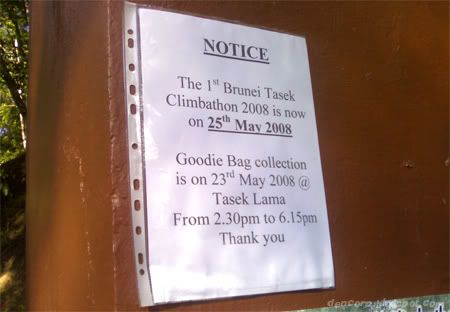 NOTICE
The 1st Brunei Tasek
Climbathon 2008 is now
on 25th May 2008
Goodie Bag collection
is on 23rd May 2008 @
Tasek Lama
From 2.30pm to 6.15pm
Thank you